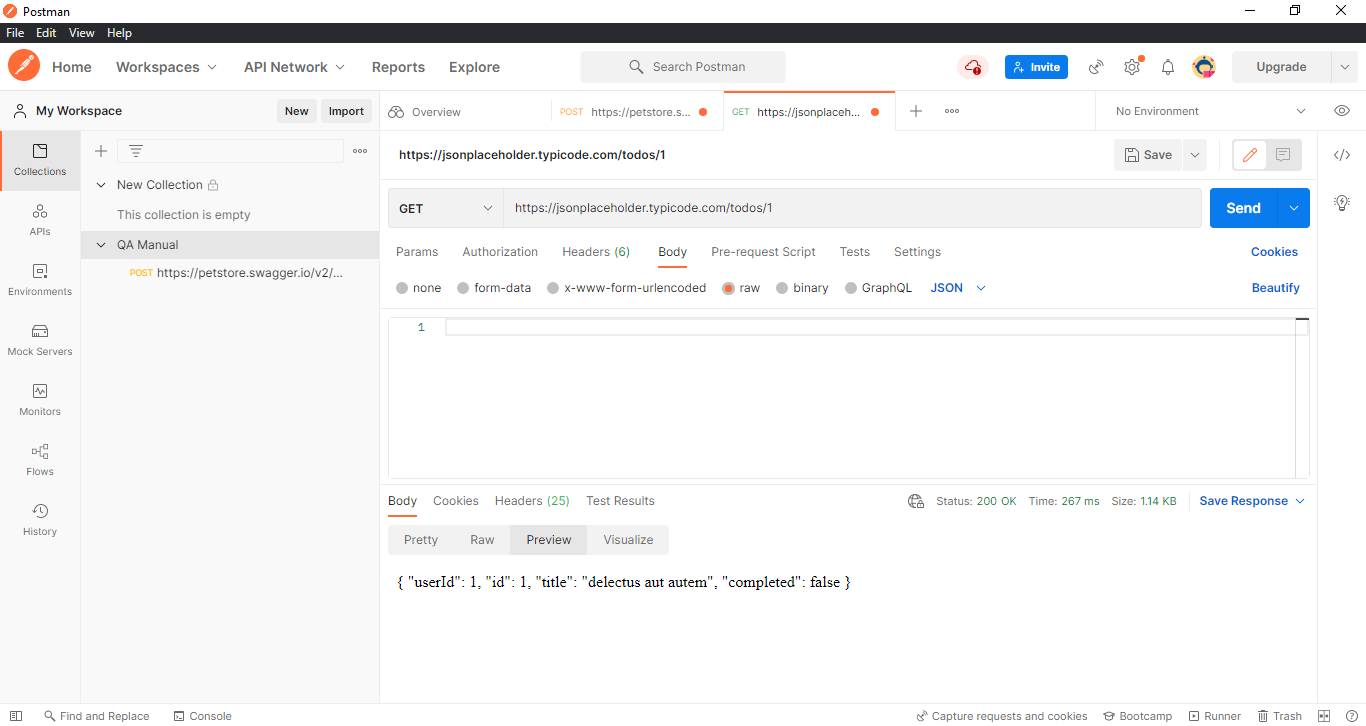 Postman
File Edit View Help
Home Workspaces API Network Reports Explore Search Postman Invite Upgrade
My Workspace New Import Overview POST https://petstore.s... GET https://jsonplaceh... No Environment
Collections
https://jsonplaceholder.typicode.com/todos/1 Save
New Collection
This collection is empty
GET https://jsonplaceholder.typicode.com/todos/1 Send
APIs
QA Manual
Params Authorization Headers (6) Body Pre-request Script Tests Settings Cookies
POST https://petstore.swagger.io/v2/...
Environments
none form-data x-www-form-urlencoded raw binary GraphQL JSON Beautify
1
Mock Servers
Monitors
Flows
Body Cookies Headers (25) Test Results Status: 200 OK Time: 267 ms Size: 1.14 KB Save Response
History
Pretty Raw Preview Visualize
{ "userId": 1, "id": 1, "title": "delectus aut autem", "completed": false }
Find and Replace Console Capture requests and cookies Bootcamp Runner Trash